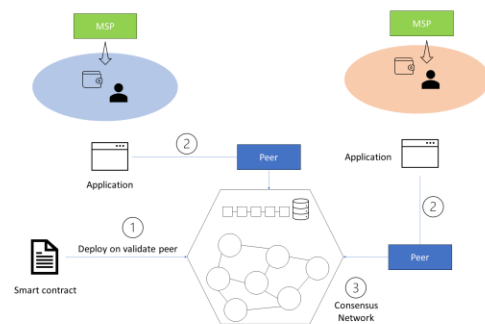 MSP
MSP
2
Peer
Application
Application
2
1
Deploy on validate peer
Peer
Smart contract
3
Consensus
Network